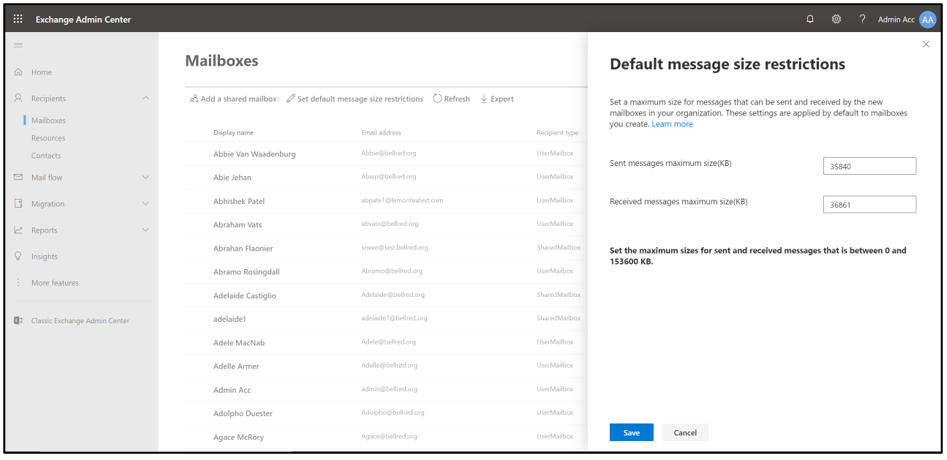 Exchange Admin Center
Admin Acc AA
Home
Recipients
Mailboxes
Resources
Contacts
Mail flow
Migration
Reports
Insights
More features
Classic Exchange Admin Center
Mailboxes
Add a shared mailbox Set default message size restrictions Refresh Export
Display name Email address Recipient type
Abbie Van Waadenburg Abbie@bellred.org UserMailbox
Abie Jehan Abiep@bellred.org UserMailbox
Abhishek Patel abpate1@lemonteatest.com UserMailbox
Abraham Vats abvass@bellred.org UserMailbox
Abrahan Flaonier snwee@test.bellred.org SharedMailbox
Abramo Rosingdall Abramo@bellred.org UserMailbox
Adelaide Castiglio Adelaide@bellred.org SharedMailbox
adelaide1 adelaide1@bellred.org SharedMailbox
Adele MacNab Adele@bellred.org UserMailbox
Adelle Armer Adelle@bellred.org UserMailbox
Admin Acc admin@bellred.org UserMailbox
Adolpho Duester Adolpho@bellred.org UserMailbox
Agace McRory Agace@bellred.org UserMailbox
Default message size restrictions
Set a maximum size for messages that can be sent and received by the new
mailboxes in your organization. These settings are applied by default to mailboxes
you create. Learn more
Sent messages maximum size(KB) 35840
Received messages maximum size(KB) 36861
Set the maximum sizes for sent and received messages that is between 0 and
153600 KB.
Save Cancel